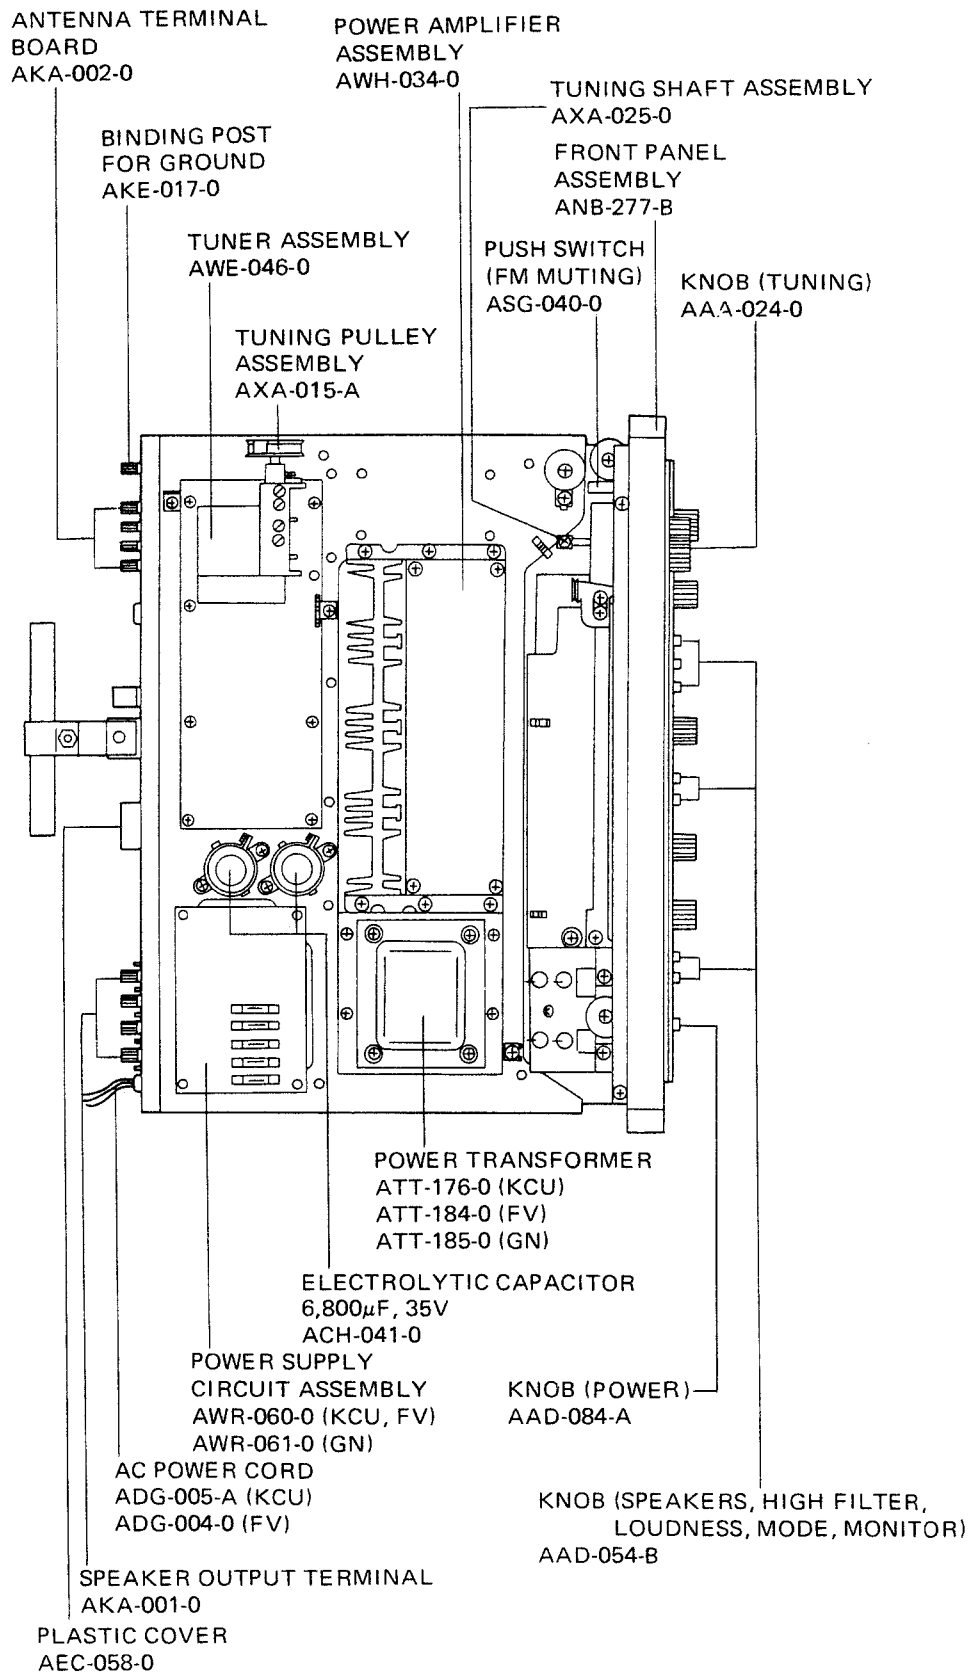 ANTENNA TERMINAL
BOARD
AKA-002-0
POWER AMPLIFIER
ASSEMBLY
AWH-034-0
TUNING SHAFT ASSEMBLY
AXA-025-0
BINDING POST
FOR GROUND
AKE-017-0
FRONT PANEL
ASSEMBLY
ANB-277-B
TUNER ASSEMBLY
AWE-046-0
PUSH SWITCH
(FM MUTING)
ASG-040-0
KNOB (TUNING)
AAA-024-0
TUNING PULLEY
ASSEMBLY
AXA-015-A
POWER TRANSFORMER
ATT-176-0 (KCU)
ATT-184-0 (FV)
ATT-185-0 (GN)
ELECTROLYTIC CAPACITOR
6,800μF, 35V
ACH-041-0
POWER SUPPLY
CIRCUIT ASSEMBLY
AWR-060-0 (KCU, FV)
AWR-061-0 (GN)
KNOB (POWER)
AAD-084-A
AC POWER CORD
ADG-005-A (KCU)
ADG-004-0 (FV)
KNOB (SPEAKERS, HIGH FILTER,
LOUDNESS, MODE, MONITOR)
AAD-054-B
SPEAKER OUTPUT TERMINAL
AKA-001-0
PLASTIC COVER
AEC-058-0